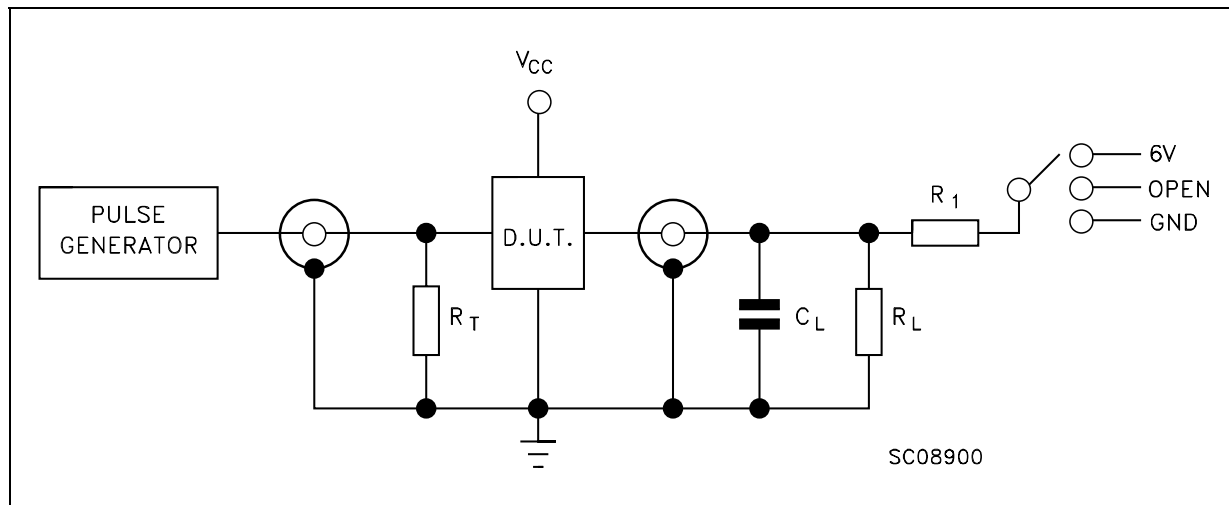 VCC
PULSE
GENERATOR
D.U.T.
RT
CL
RL
R1
6V
OPEN
GND
SC08900